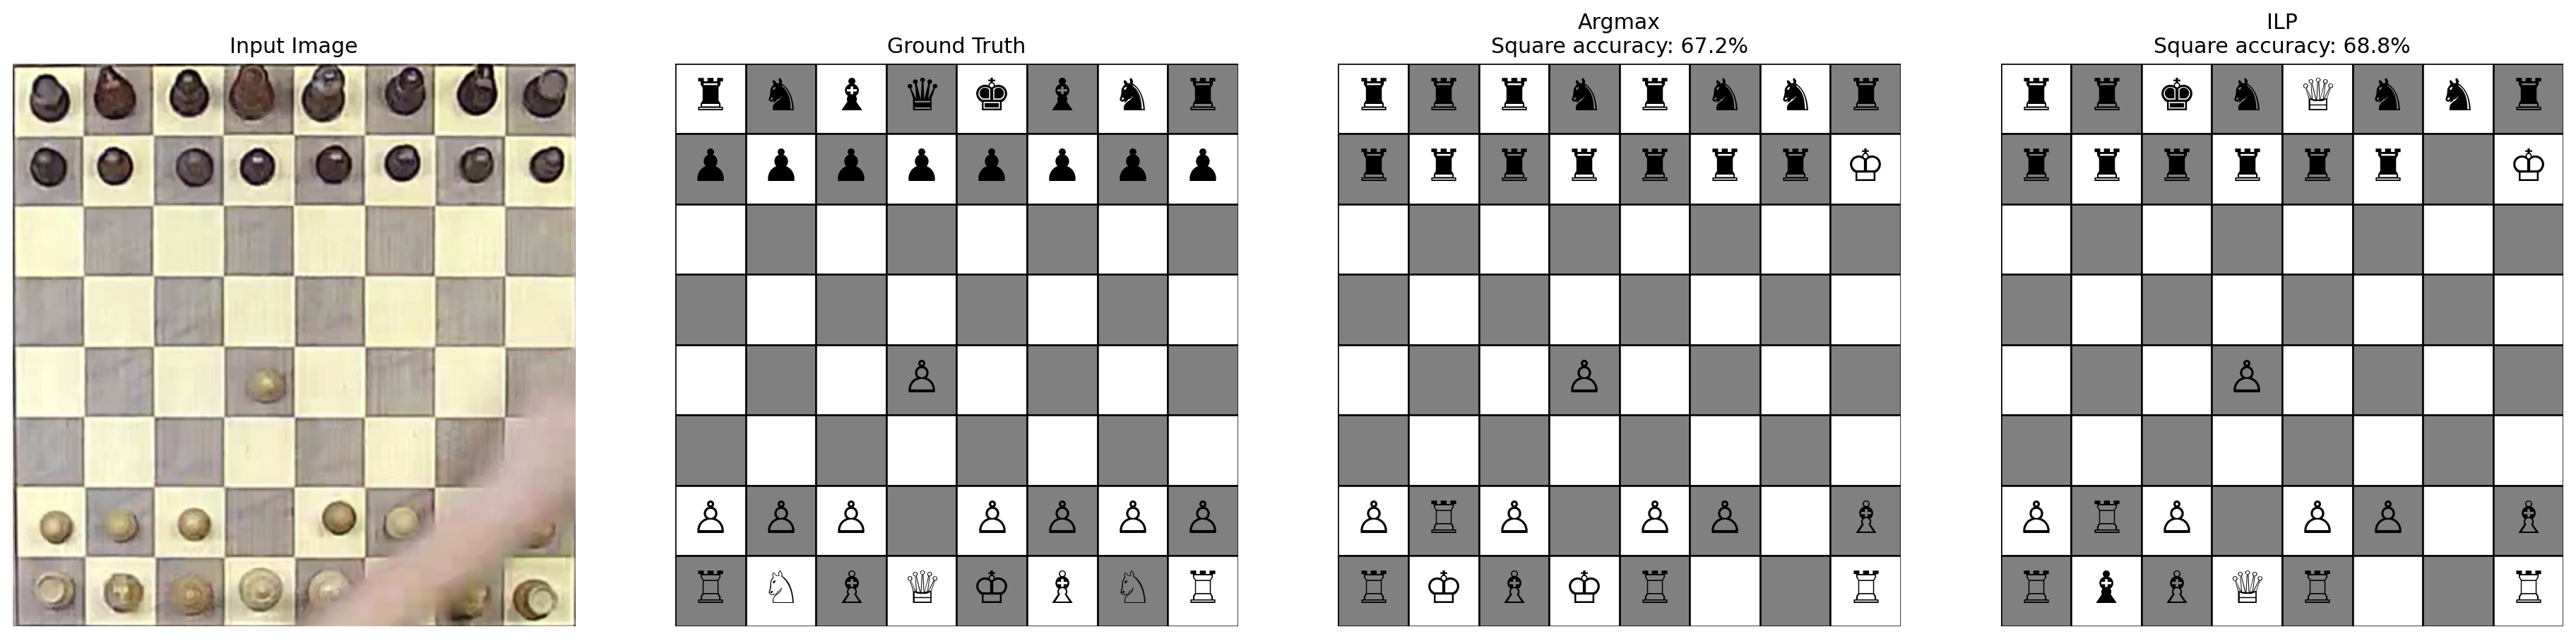 Input Image
Ground Truth
Argmax
Square accuracy: 67.2%
ILP
Square accuracy: 68.8%